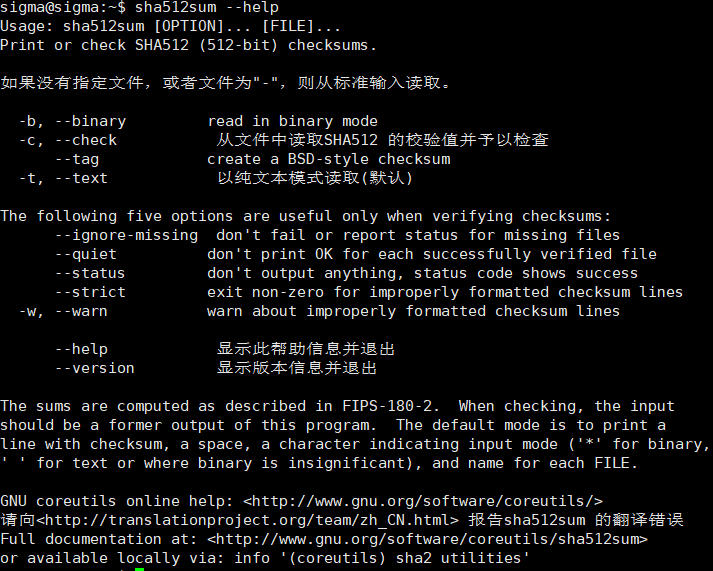 sigma@sigma:~$ sha512sum --help
Usage: sha512sum [OPTION]... [FILE]...
Print or check SHA512 (512-bit) checksums.

如果没有指定文件，或者文件为"-"，则从标准输入读取。

  -b, --binary         read in binary mode
  -c, --check           从文件中读取SHA512 的校验值并予以检查
      --tag            create a BSD-style checksum
  -t, --text            以纯文本模式读取(默认)

The following five options are useful only when verifying checksums:
      --ignore-missing  don't fail or report status for missing files
      --quiet          don't print OK for each successfully verified file
      --status         don't output anything, status code shows success
      --strict         exit non-zero for improperly formatted checksum lines
  -w, --warn           warn about improperly formatted checksum lines

      --help            显示此帮助信息并退出
      --version         显示版本信息并退出

The sums are computed as described in FIPS-180-2.  When checking, the input
should be a former output of this program.  The default mode is to print a
line with checksum, a space, a character indicating input mode ('*' for binary,
' ' for text or where binary is insignificant), and name for each FILE.

GNU coreutils online help: <http://www.gnu.org/software/coreutils/>
请向<http://translationproject.org/team/zh_CN.html> 报告sha512sum 的翻译错误
Full documentation at: <http://www.gnu.org/software/coreutils/sha512sum>
or available locally via: info '(coreutils) sha2 utilities'